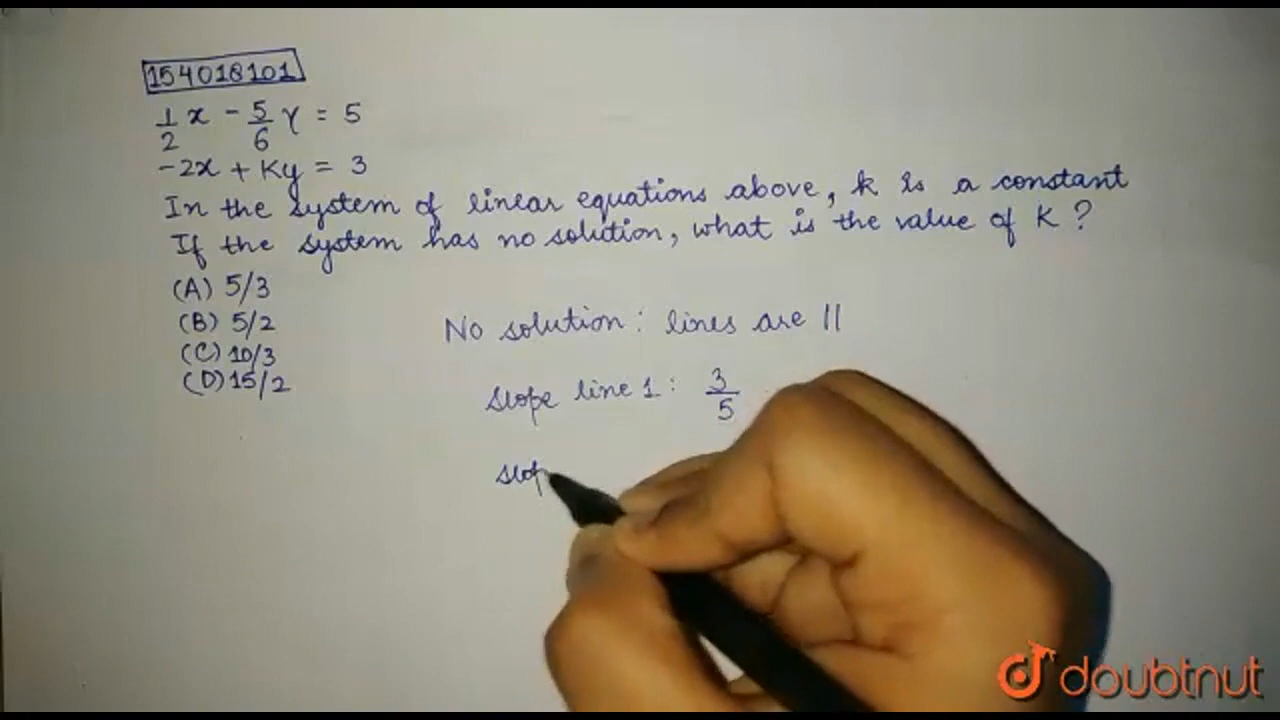 154018101
1/2 x - 5/6 y = 5
-2x + Ky = 3
In the system of linear equations above, k is a constant
If the system has no solution, what is the value of K ?
(A) 5/3
(B) 5/2
(C) 10/3
(D) 15/2
No solution : lines are ||
slope line 1 : 3/5
slop
doubtnut